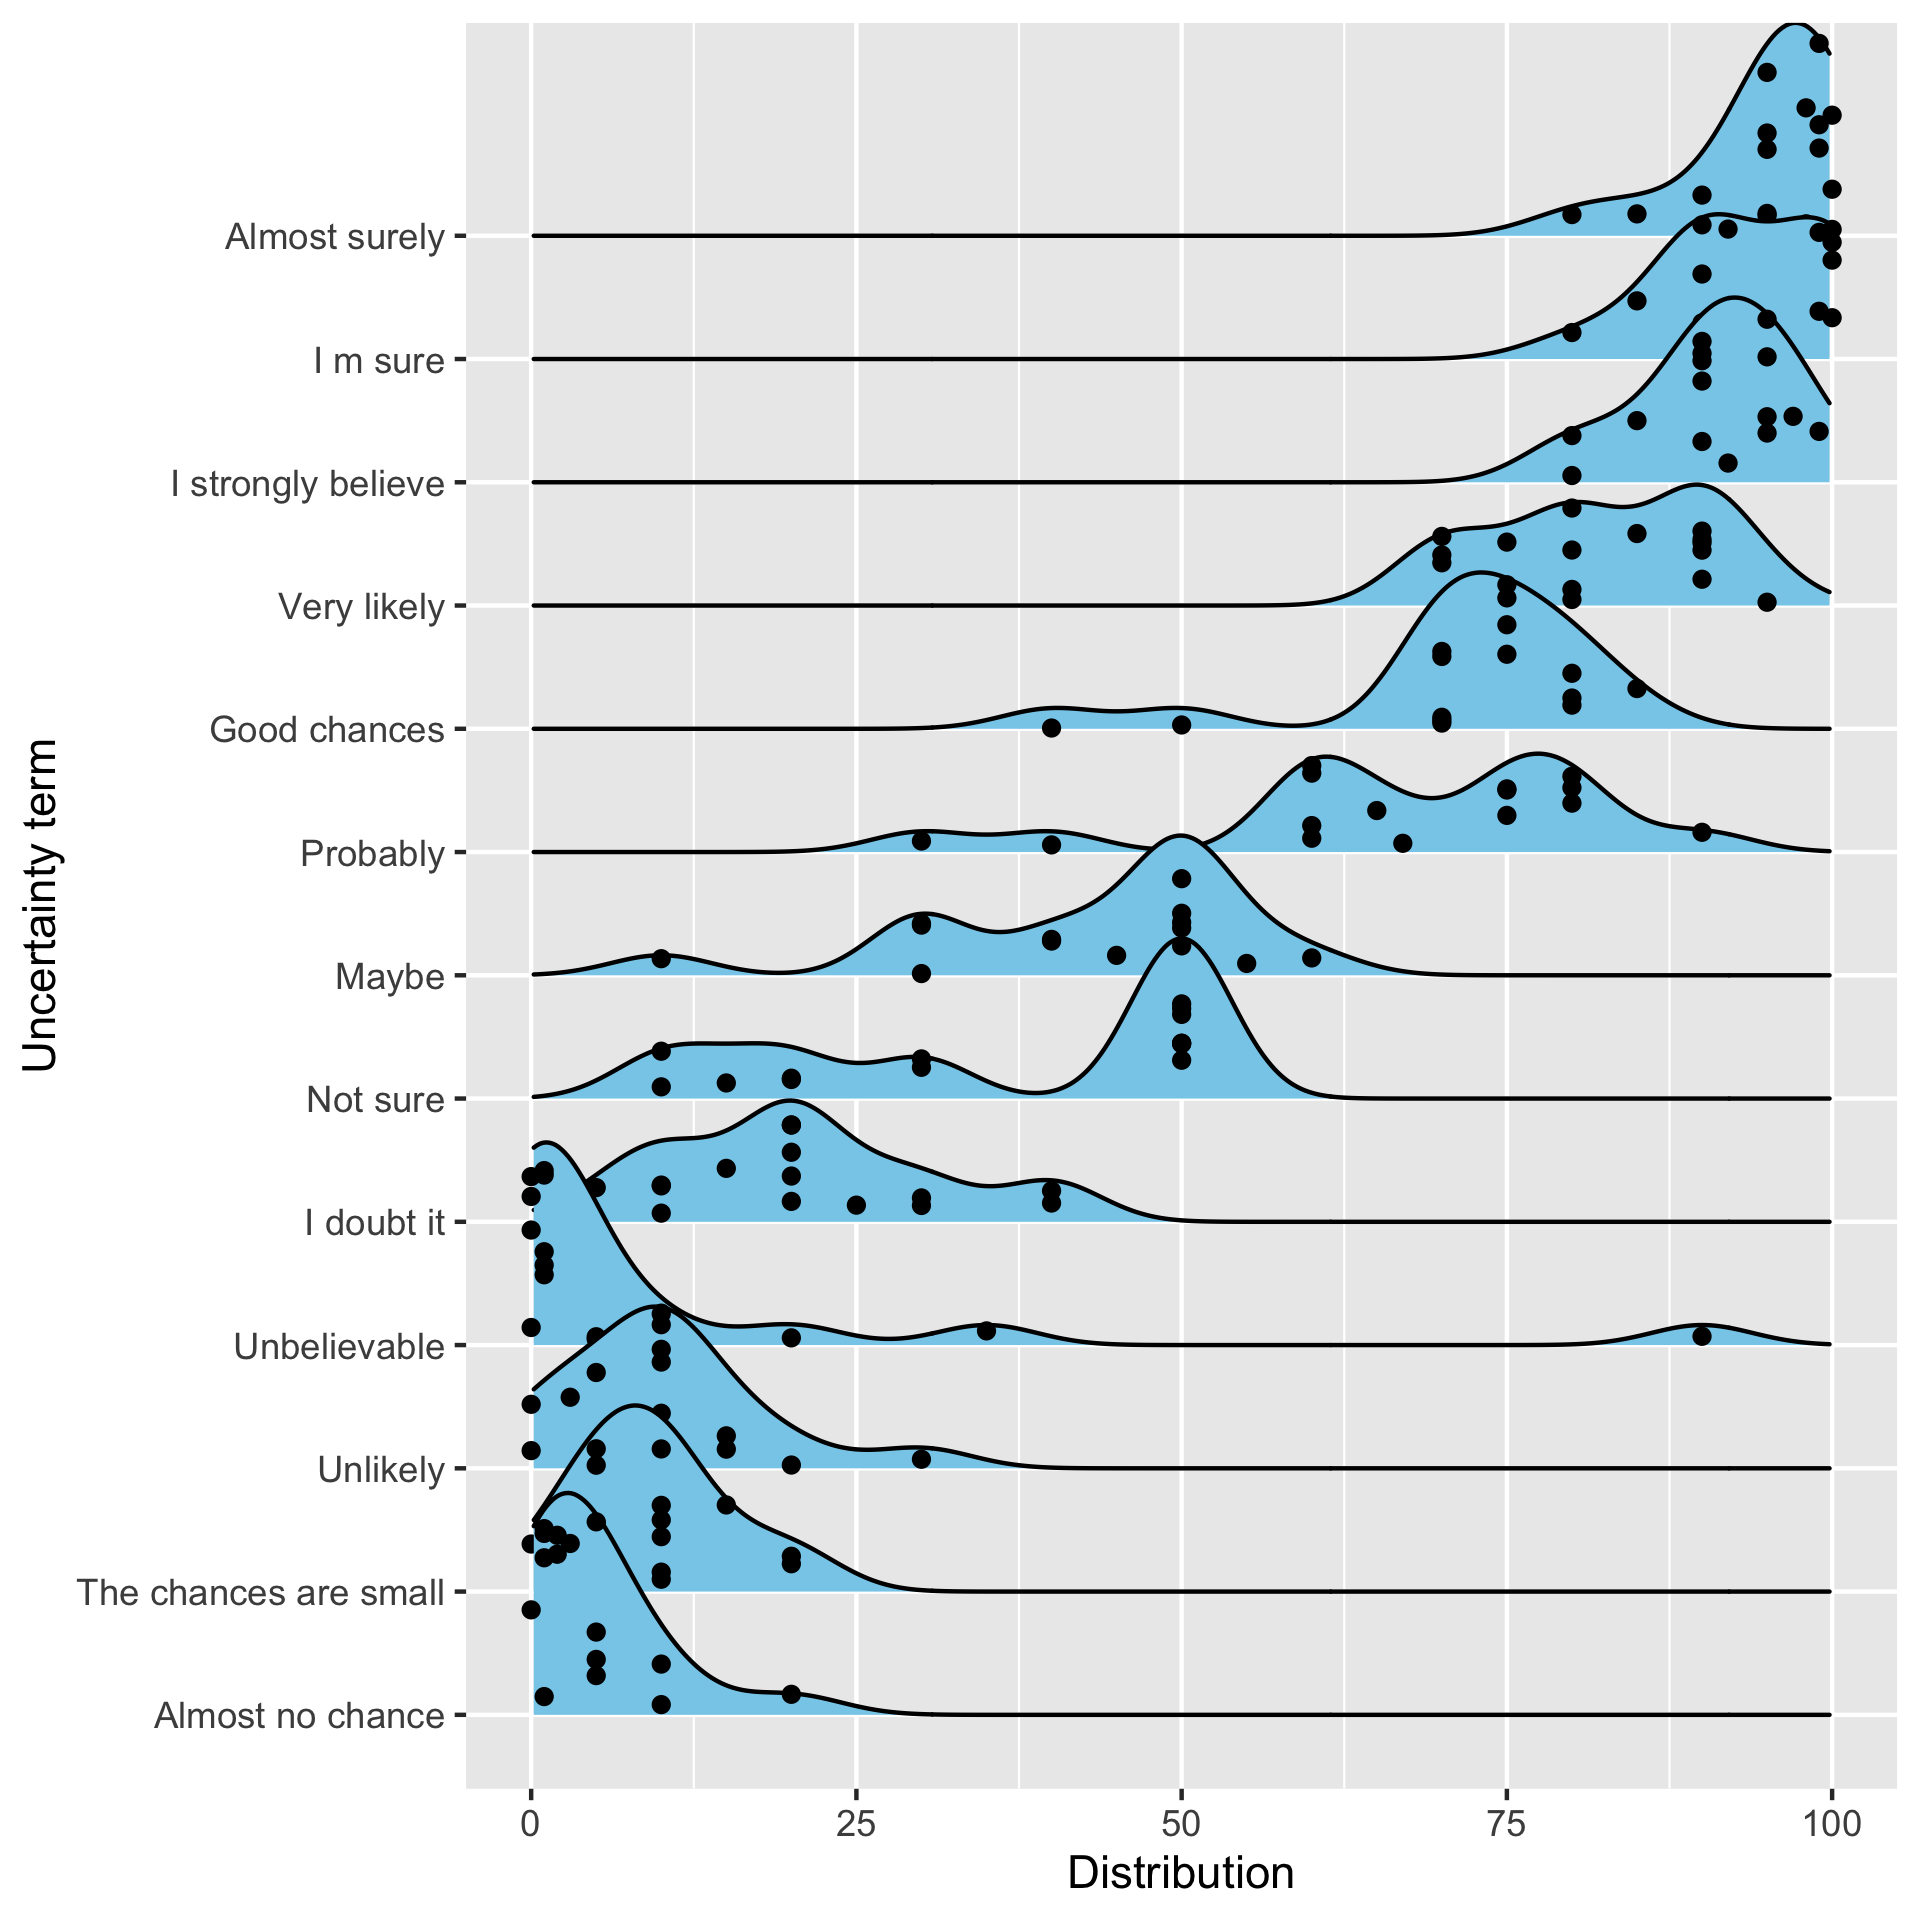 Uncertainty term
Almost surely
I m sure
I strongly believe
Very likely
Good chances
Probably
Maybe
Not sure
I doubt it
Unbelievable
Unlikely
The chances are small
Almost no chance
0 25 50 75 100
Distribution